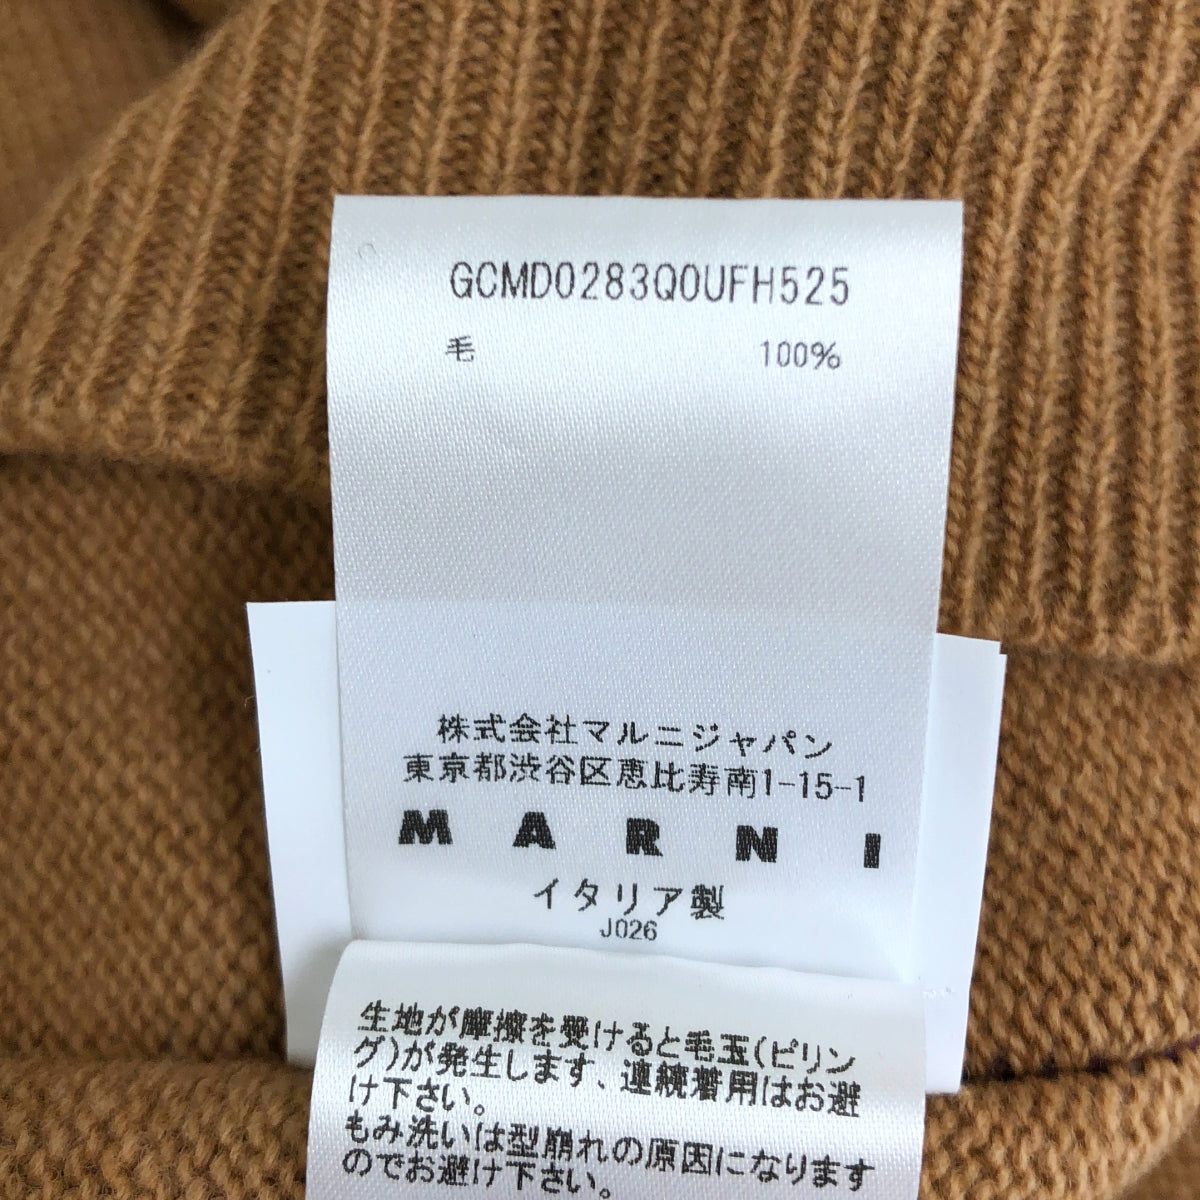 GCMD0283Q0UFH525
毛 100%
株式会社マルニジャパン
東京都渋谷区恵比寿南1-15-1
MARNI
イタリア製
J026
生地が摩擦を受けると毛玉(ピリン
グ)が発生します、連続着用はお避
け下さい。
もみ洗いは型崩れの原因になります
のでお避け下さい。